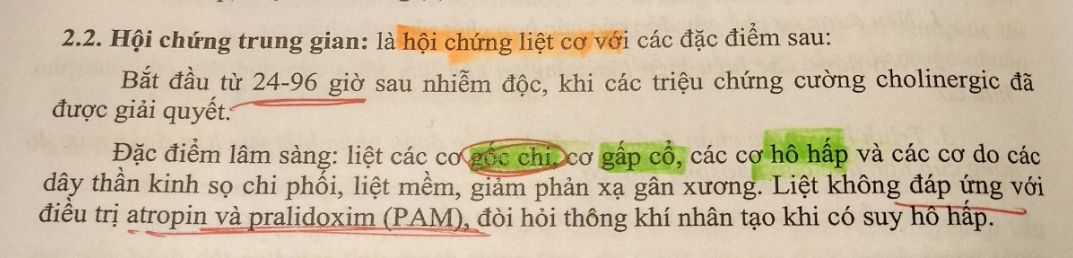 2.2. Hội chứng trung gian: là hội chứng liệt cơ với các đặc điểm sau:
Bắt đầu từ 24-96 giờ sau nhiễm độc, khi các triệu chứng cường cholinergic đã
được giải quyết.
Đặc điểm lâm sàng: liệt các cơ gốc chi, cơ gấp cổ, các cơ hô hấp và các cơ do các
dây thần kinh sọ chi phối, liệt mềm, giảm phản xạ gân xương. Liệt không đáp ứng với
điều trị atropin và pralidoxim (PAM), đòi hỏi thông khí nhân tạo khi có suy hô hấp.